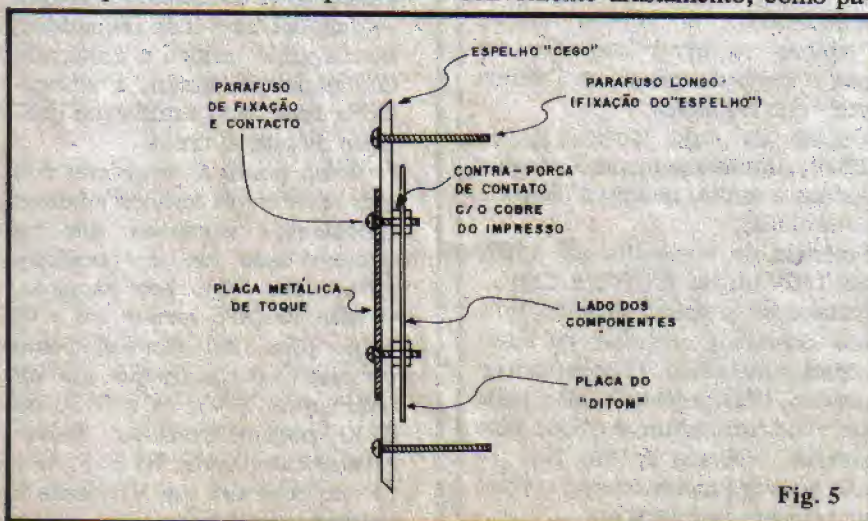 ESPELHO "CEGO"
PARAFUSO
DE FIXAÇÃO
E CONTACTO
PARAFUSO LONGO
(FIXAÇÃO DO "ESPELHO")
CONTRA-PORCA
DE CONTATO
C/O COBRE
DO IMPRESSO
PLACA METÁLICA
DE TOQUE
LADO DOS
COMPONENTES
PLACA DO
"DITOM"
Fig. 5